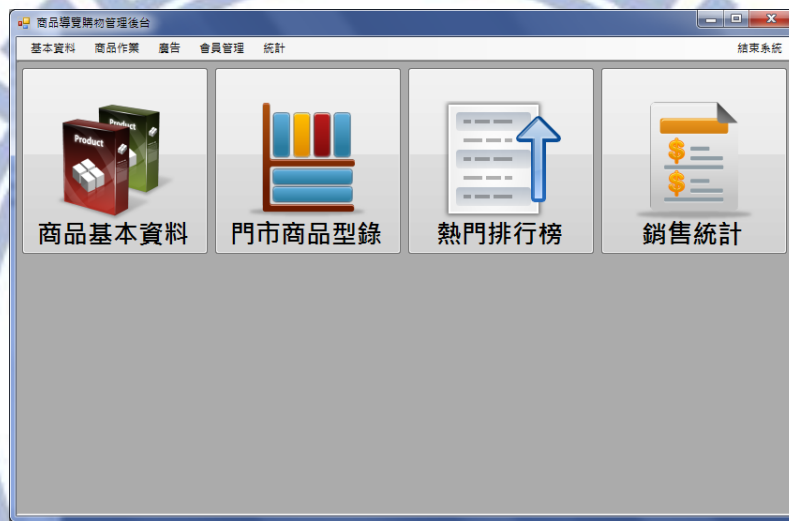 商品導覽購物管理後台
基本資料 商品作業 廣告 會員管理 統計 結束系統
Product
Product
商品基本資料 門市商品型錄 熱門排行榜 銷售統計